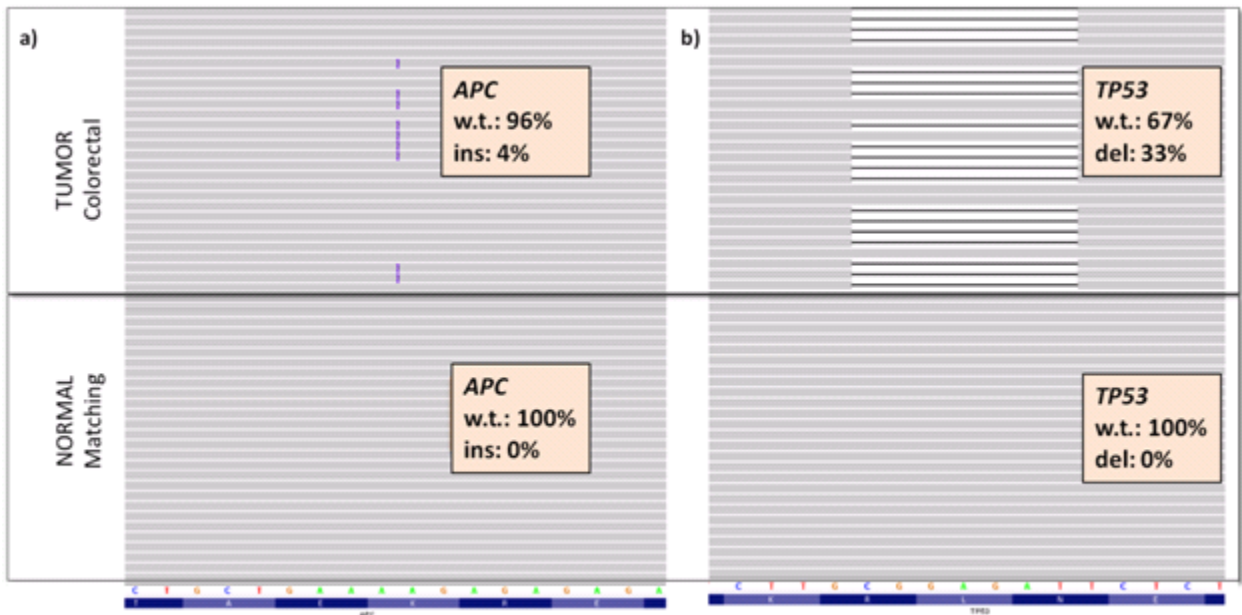 a)
b)
TUMOR
Colorectal
APC
w.t.: 96%
ins: 4%
TP53
w.t.: 67%
del: 33%
NORMAL
Matching
APC
w.t.: 100%
ins: 0%
TP53
w.t.: 100%
del: 0%
C T G C T G A A A A G A G A G A G A
C T T G C G G A G A T T C T C T
TP53